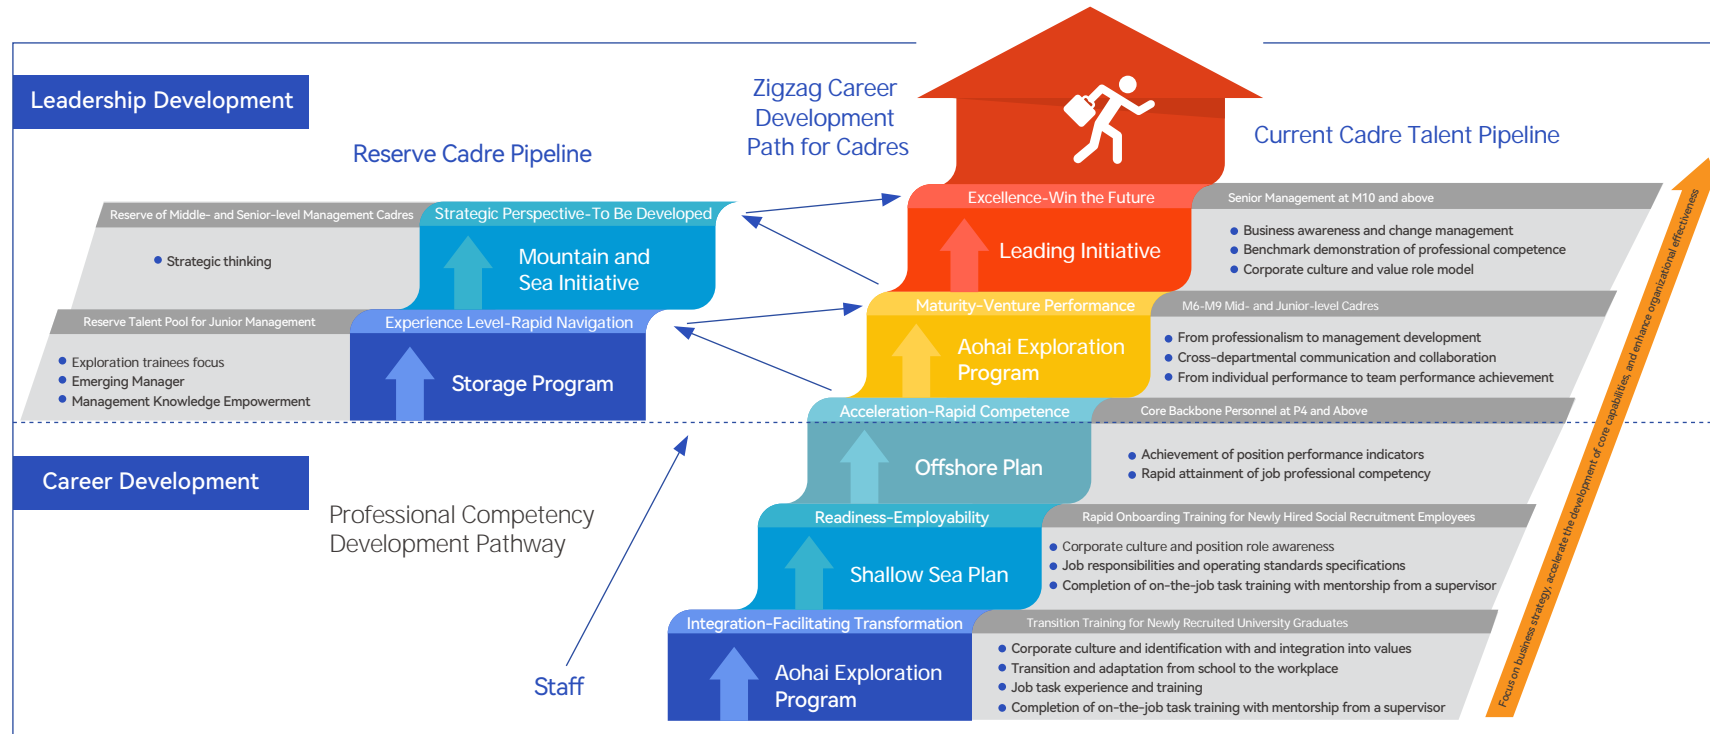 Leadership Development
Reserve Cadre Pipeline
Zigzag Career
Development
Path for Cadres
Current Cadre Talent Pipeline
Reserve of Middle- and Senior-level Management Cadres
Strategic Perspective-To Be Developed
• Strategic thinking
Mountain and
Sea Initiative
Reserve Talent Pool for Junior Management
Experience Level-Rapid Navigation
• Exploration trainees focus
• Emerging Manager
• Management Knowledge Empowerment
Storage Program
Excellence-Win the Future
Senior Management at M10 and above
Leading Initiative
• Business awareness and change management
• Benchmark demonstration of professional competence
• Corporate culture and value role model
Maturity-Venture Performance
M6-M9 Mid- and Junior-level Cadres
Aohai Exploration
Program
• From professionalism to management development
• Cross-departmental communication and collaboration
• From individual performance to team performance achievement
Acceleration-Rapid Competence
Core Backbone Personnel at P4 and Above
Offshore Plan
• Achievement of position performance indicators
• Rapid attainment of job professional competency
Career Development
Professional Competency
Development Pathway
Staff
Readiness-Employability
Rapid Onboarding Training for Newly Hired Social Recruitment Employees
Shallow Sea Plan
• Corporate culture and position role awareness
• Job responsibilities and operating standards specifications
• Completion of on-the-job task training with mentorship from a supervisor
Integration-Facilitating Transformation
Transition Training for Newly Recruited University Graduates
Aohai Exploration
Program
• Corporate culture and identification with and integration into values
• Transition and adaptation from school to the workplace
• Job task experience and training
• Completion of on-the-job task training with mentorship from a supervisor
Focus on business strategy, accelerate the development of core capabilities, and enhance organizational effectiveness